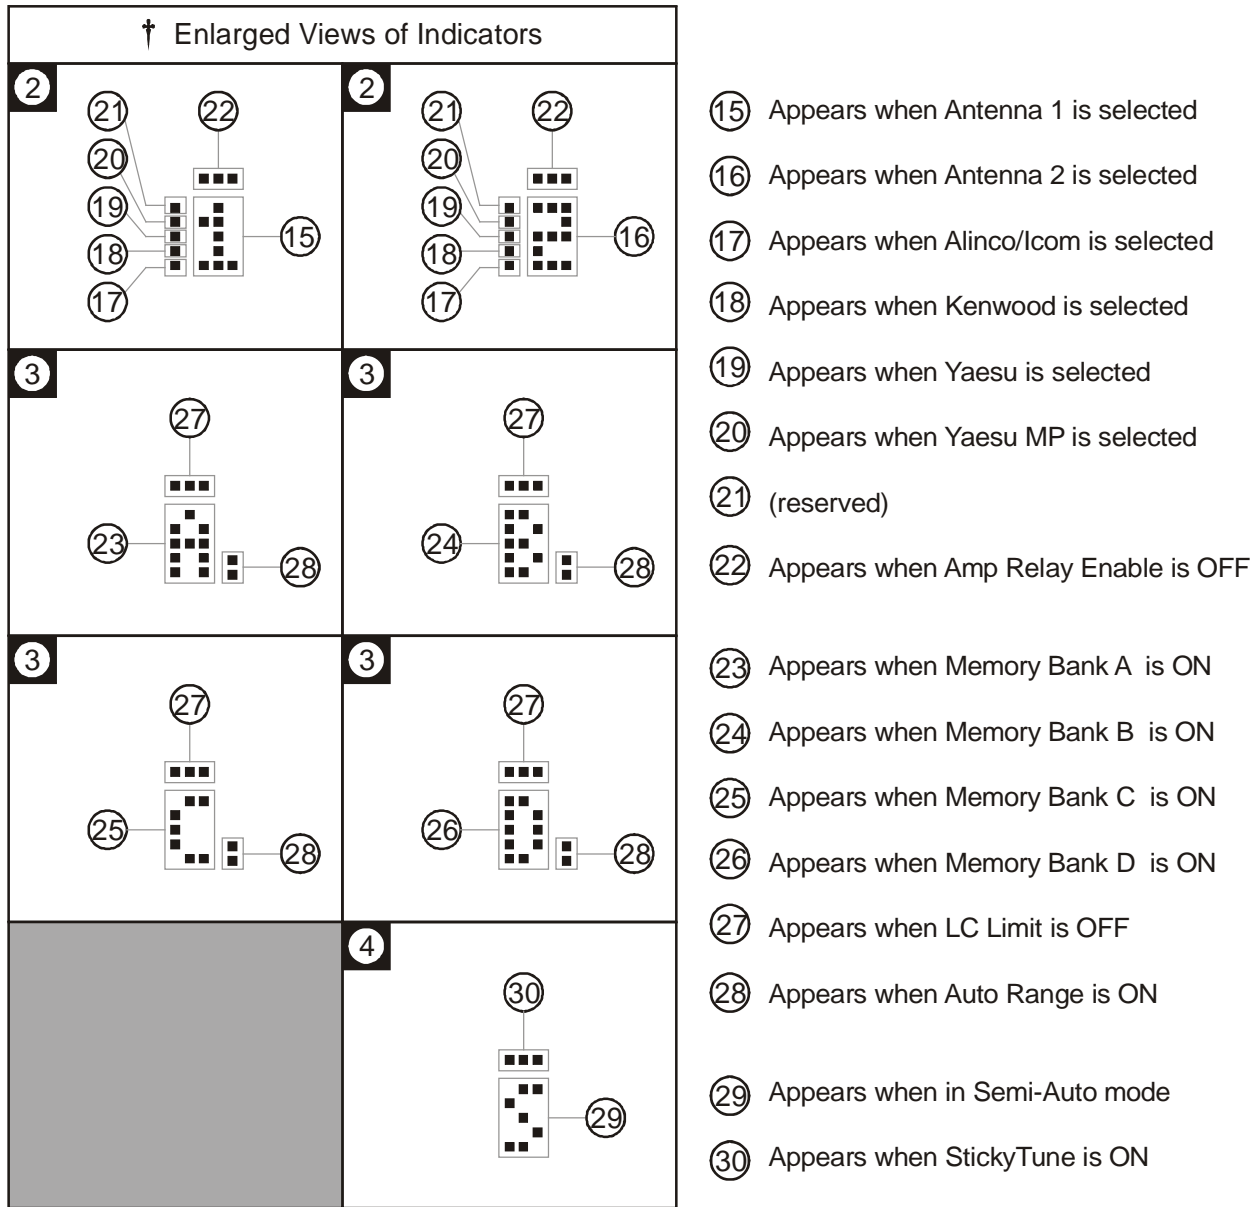 † Enlarged Views of Indicators
2
21
22
20
19
15
18
17
2
21
22
20
19
16
18
17
3
27
23
28
3
27
24
28
3
27
25
28
3
27
26
28
4
30
29
15 Appears when Antenna 1 is selected
16 Appears when Antenna 2 is selected
17 Appears when Alinco/Icom is selected
18 Appears when Kenwood is selected
19 Appears when Yaesu is selected
20 Appears when Yaesu MP is selected
21 (reserved)
22 Appears when Amp Relay Enable is OFF
23 Appears when Memory Bank A is ON
24 Appears when Memory Bank B is ON
25 Appears when Memory Bank C is ON
26 Appears when Memory Bank D is ON
27 Appears when LC Limit is OFF
28 Appears when Auto Range is ON
29 Appears when in Semi-Auto mode
30 Appears when StickyTune is ON